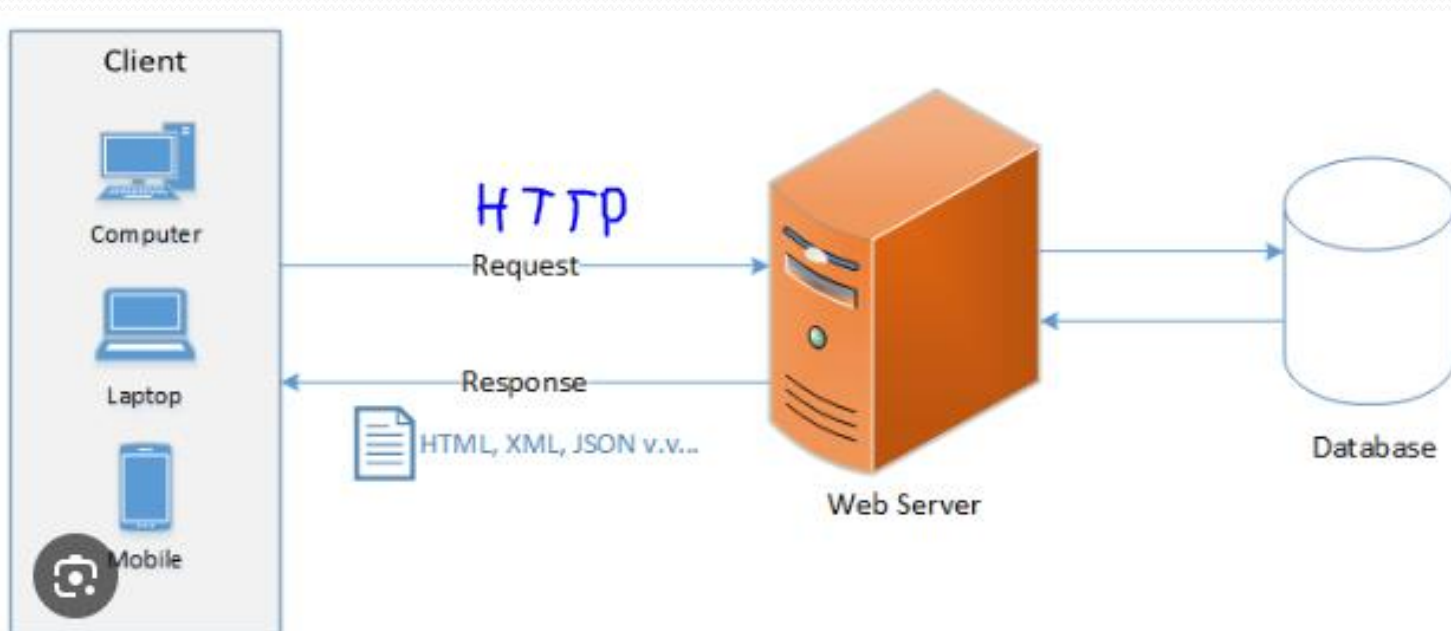 Client
Computer
Laptop
Mobile
HTTP
Request
Response
HTML, XML, JSON v.v...
Web Server
Database